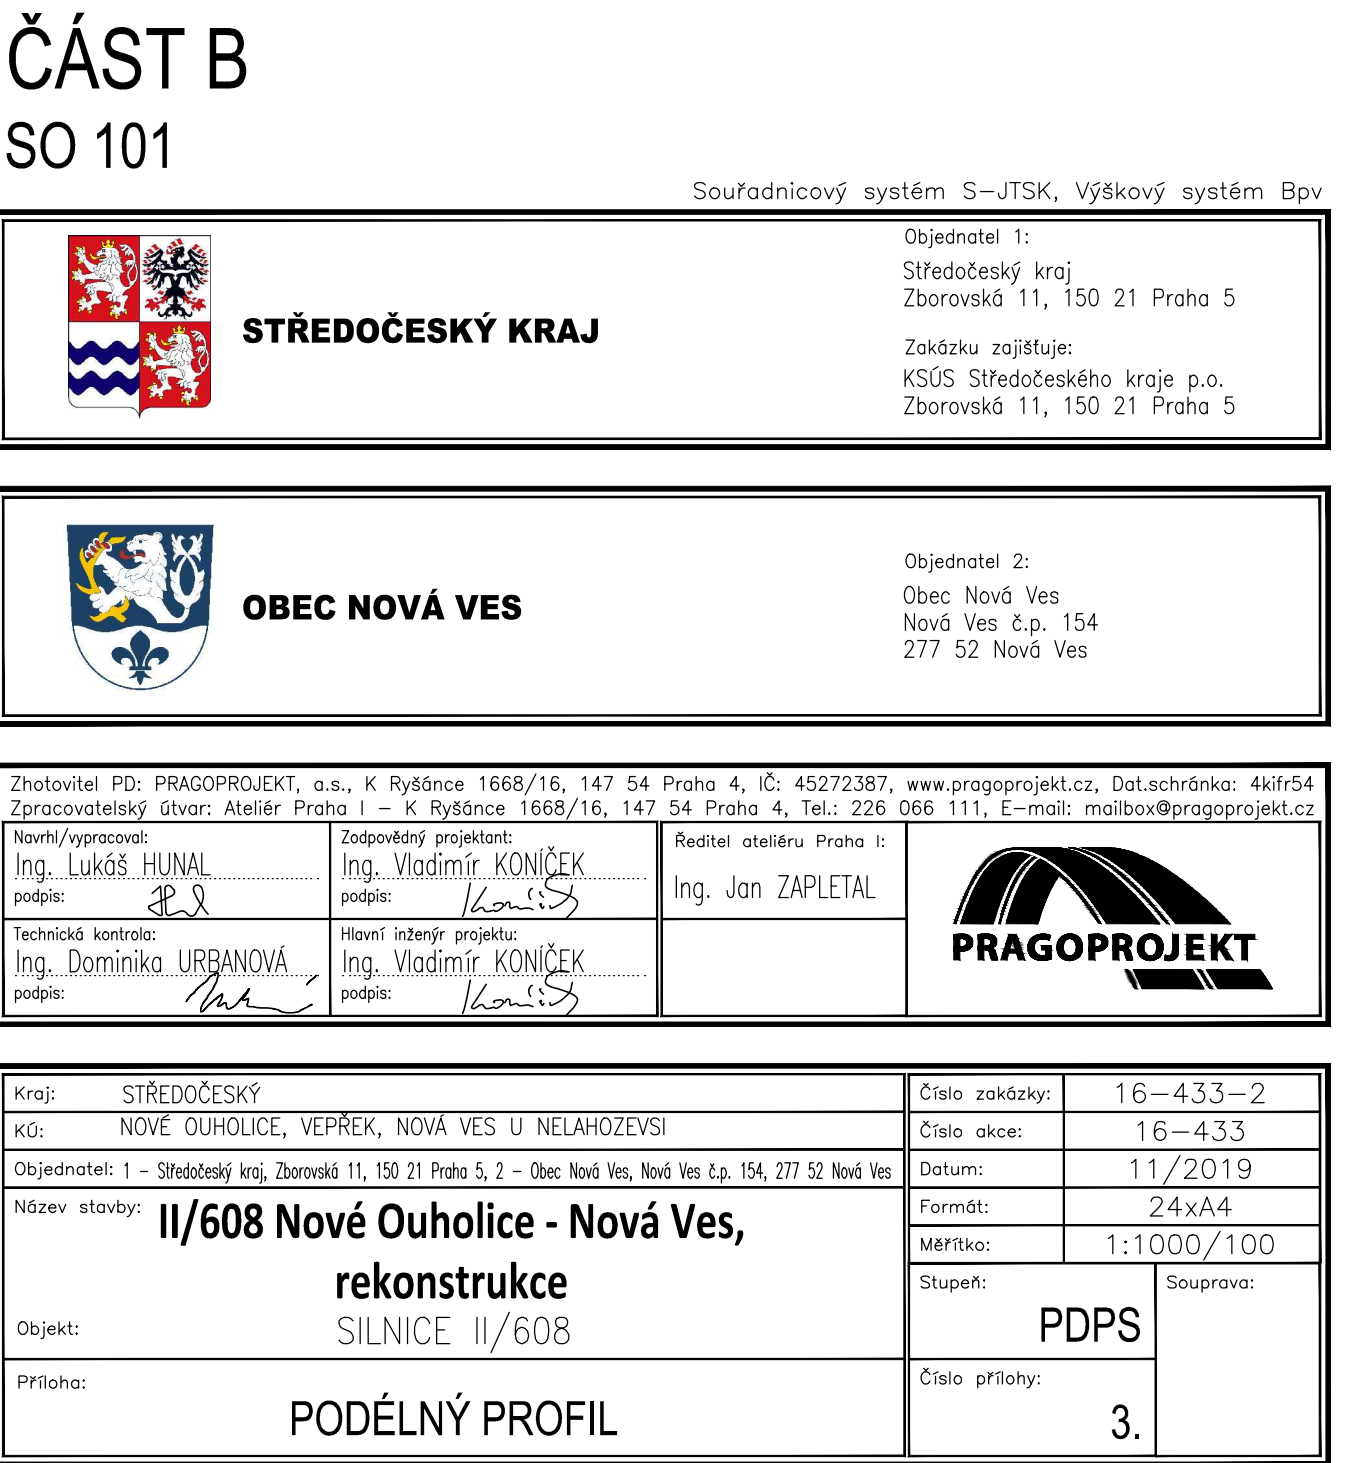 ČÁST B
SO 101
Souřadnicový systém S-JTSK, Výškový systém Bpv
STŘEDOČESKÝ KRAJ
Objednatel 1:
Středočeský kraj
Zborovská 11, 150 21 Praha 5
Zakázku zajišťuje:
KSÚS Středočeského kraje p.o.
Zborovská 11, 150 21 Praha 5
OBEC NOVÁ VES
Objednatel 2:
Obec Nová Ves
Nová Ves č.p. 154
277 52 Nová Ves
Zhotovitel PD: PRAGOPROJEKT, a.s., K Ryšánce 1668/16, 147 54 Praha 4, IČ: 45272387, www.pragoprojekt.cz, Dat.schránka: 4kifr54
Zpracovatelský útvar: Ateliér Praha I – K Ryšánce 1668/16, 147 54 Praha 4, Tel.: 226 066 111, E-mail: mailbox@pragoprojekt.cz
Navrhl/vypracoval:
Ing. Lukáš HUNAL
podpis:
Zodpovědný projektant:
Ing. Vladimír KONÍČEK
podpis:
Ředitel ateliéru Praha I:
Ing. Jan ZAPLETAL
Technická kontrola:
Ing. Dominika URBANOVÁ
podpis:
Hlavní inženýr projektu:
Ing. Vladimír KONÍČEK
podpis:
PRAGOPROJEKT
Kraj: STŘEDOČESKÝ
KÚ: NOVÉ OUHOLICE, VEPŘEK, NOVÁ VES U NELAHOZEVSI
Objednatel: 1 – Středočeský kraj, Zborovská 11, 150 21 Praha 5, 2 – Obec Nová Ves, Nová Ves č.p. 154, 277 52 Nová Ves
Název stavby: II/608 Nové Ouholice - Nová Ves,
rekonstrukce
Objekt: SILNICE II/608
Příloha:
PODÉLNÝ PROFIL
Číslo zakázky: 16-433-2
Číslo akce: 16-433
Datum: 11/2019
Formát: 24xA4
Měřítko: 1:1000/100
Stupeň:
PDPS
Souprava:
Číslo přílohy:
3.